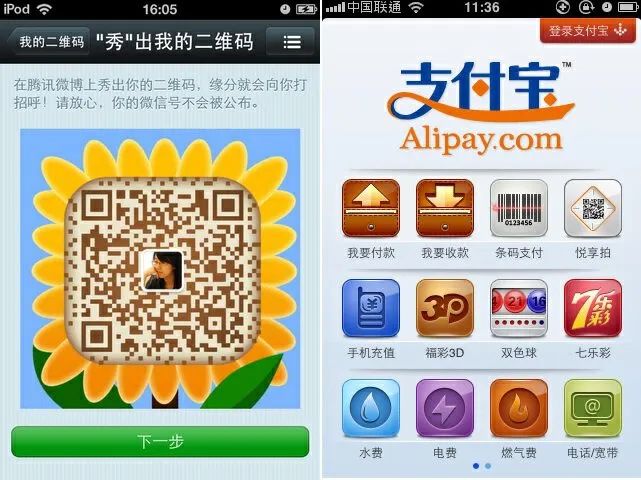 iPod 16:05
我的二维码 "秀"出我的二维码
在腾讯微博上秀出你的二维码，缘分就会向你打
招呼！请放心，你的微信号不会被公布。
下一步
中国联通 11:36
登录支付宝
支付宝™
Alipay.com
0123456
我要付款 我要收款 条码支付 悦享拍
3D
4 21 16
7乐彩
手机充值 福彩3D 双色球 七乐彩
@
水费 电费 燃气费 电话/宽带